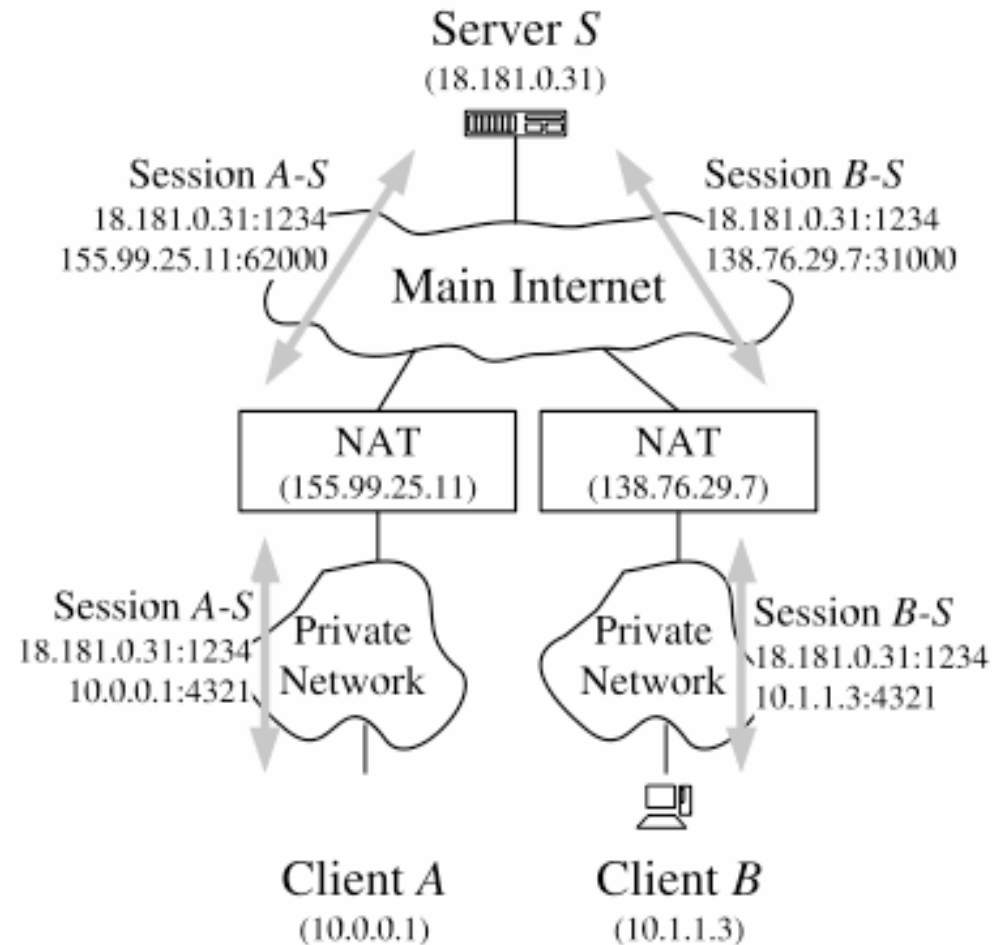 Server S
(18.181.0.31)
Session A-S
18.181.0.31:1234
155.99.25.11:62000
Session B-S
18.181.0.31:1234
138.76.29.7:31000
Main Internet
NAT
(155.99.25.11)
NAT
(138.76.29.7)
Session A-S
18.181.0.31:1234
10.0.0.1:4321
Private
Network
Private
Network
Session B-S
18.181.0.31:1234
10.1.1.3:4321
Client A
(10.0.0.1)
Client B
(10.1.1.3)